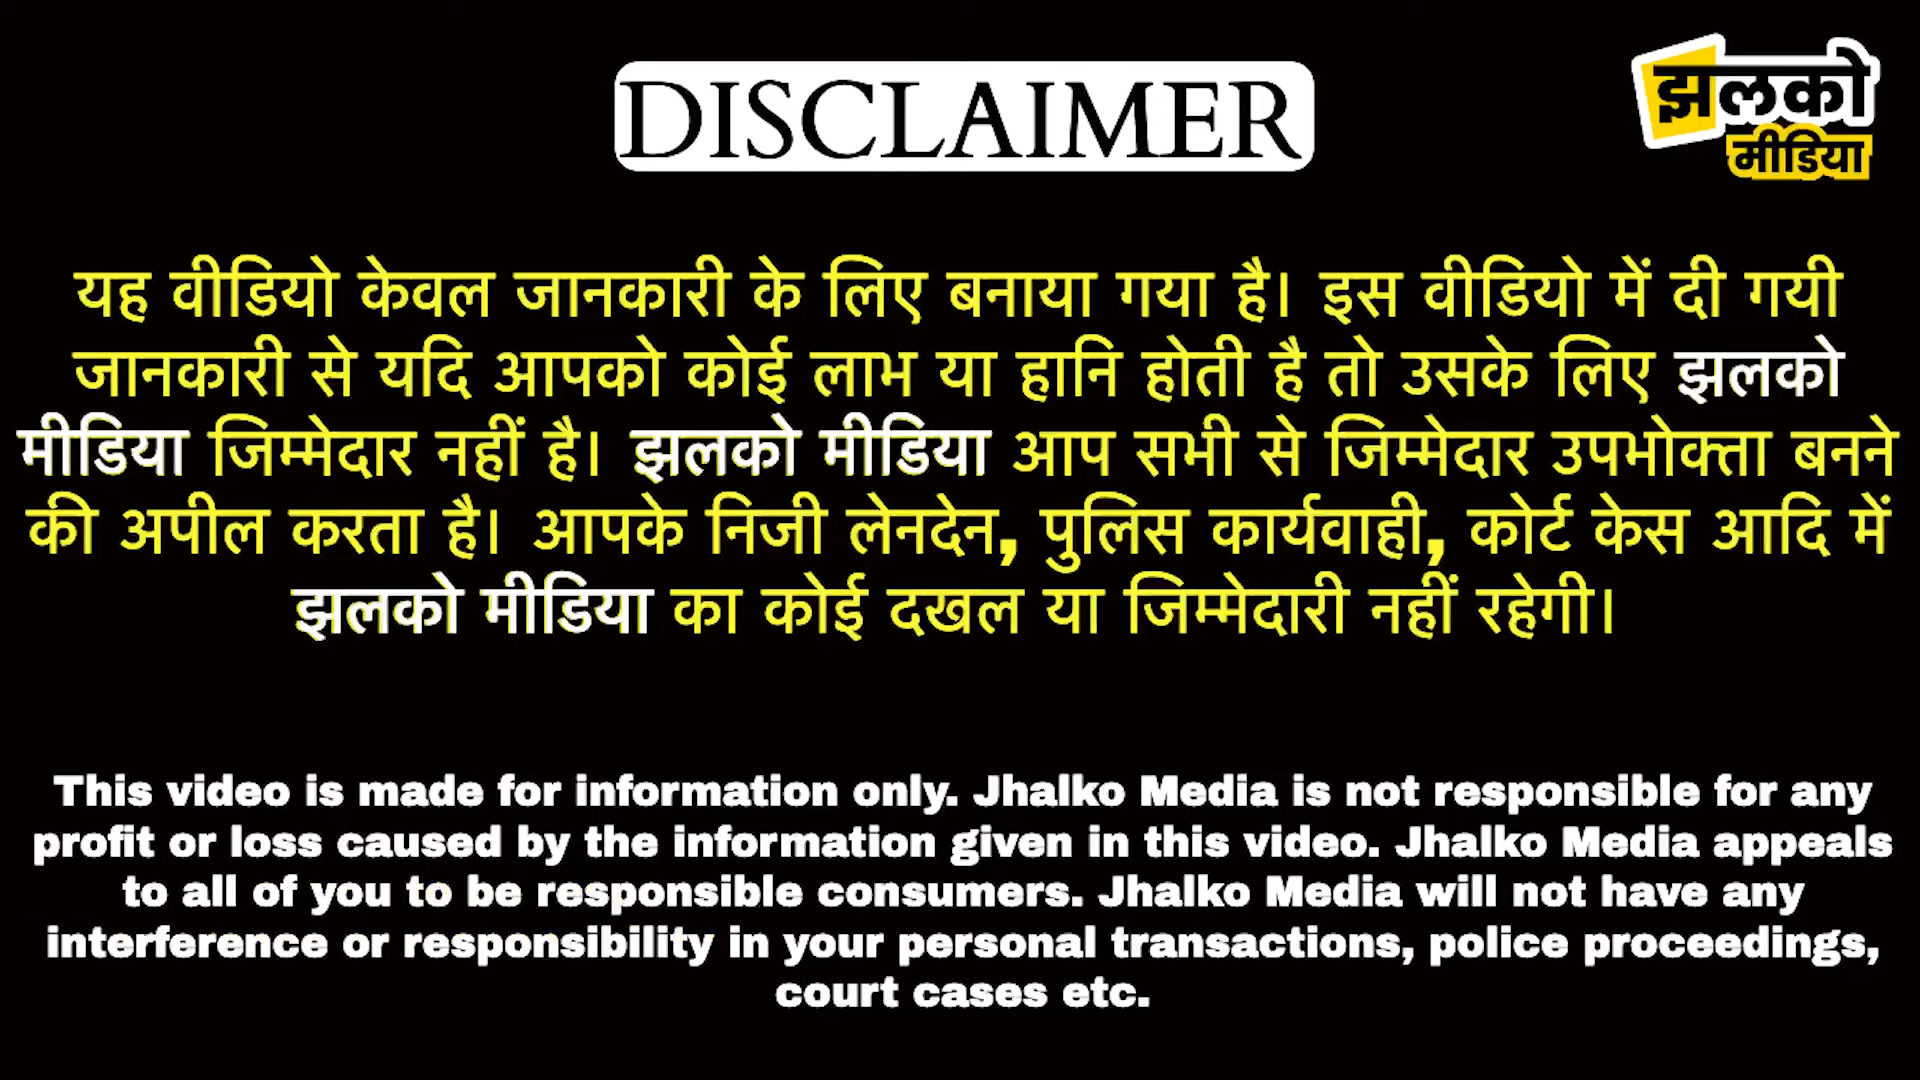 DISCLAIMER
झलको
मीडिया
यह वीडियो केवल जानकारी के लिए बनाया गया है। इस वीडियो में दी गयी
जानकारी से यदि आपको कोई लाभ या हानि होती है तो उसके लिए झलको
मीडिया जिम्मेदार नहीं है। झलको मीडिया आप सभी से जिम्मेदार उपभोक्ता बनने
की अपील करता है। आपके निजी लेनदेन, पुलिस कार्यवाही, कोर्ट केस आदि में
झलको मीडिया का कोई दखल या जिम्मेदारी नहीं रहेगी।
This video is made for information only. Jhalko Media is not responsible for any
profit or loss caused by the information given in this video. Jhalko Media appeals
to all of you to be responsible consumers. Jhalko Media will not have any
interference or responsibility in your personal transactions, police proceedings,
court cases etc.